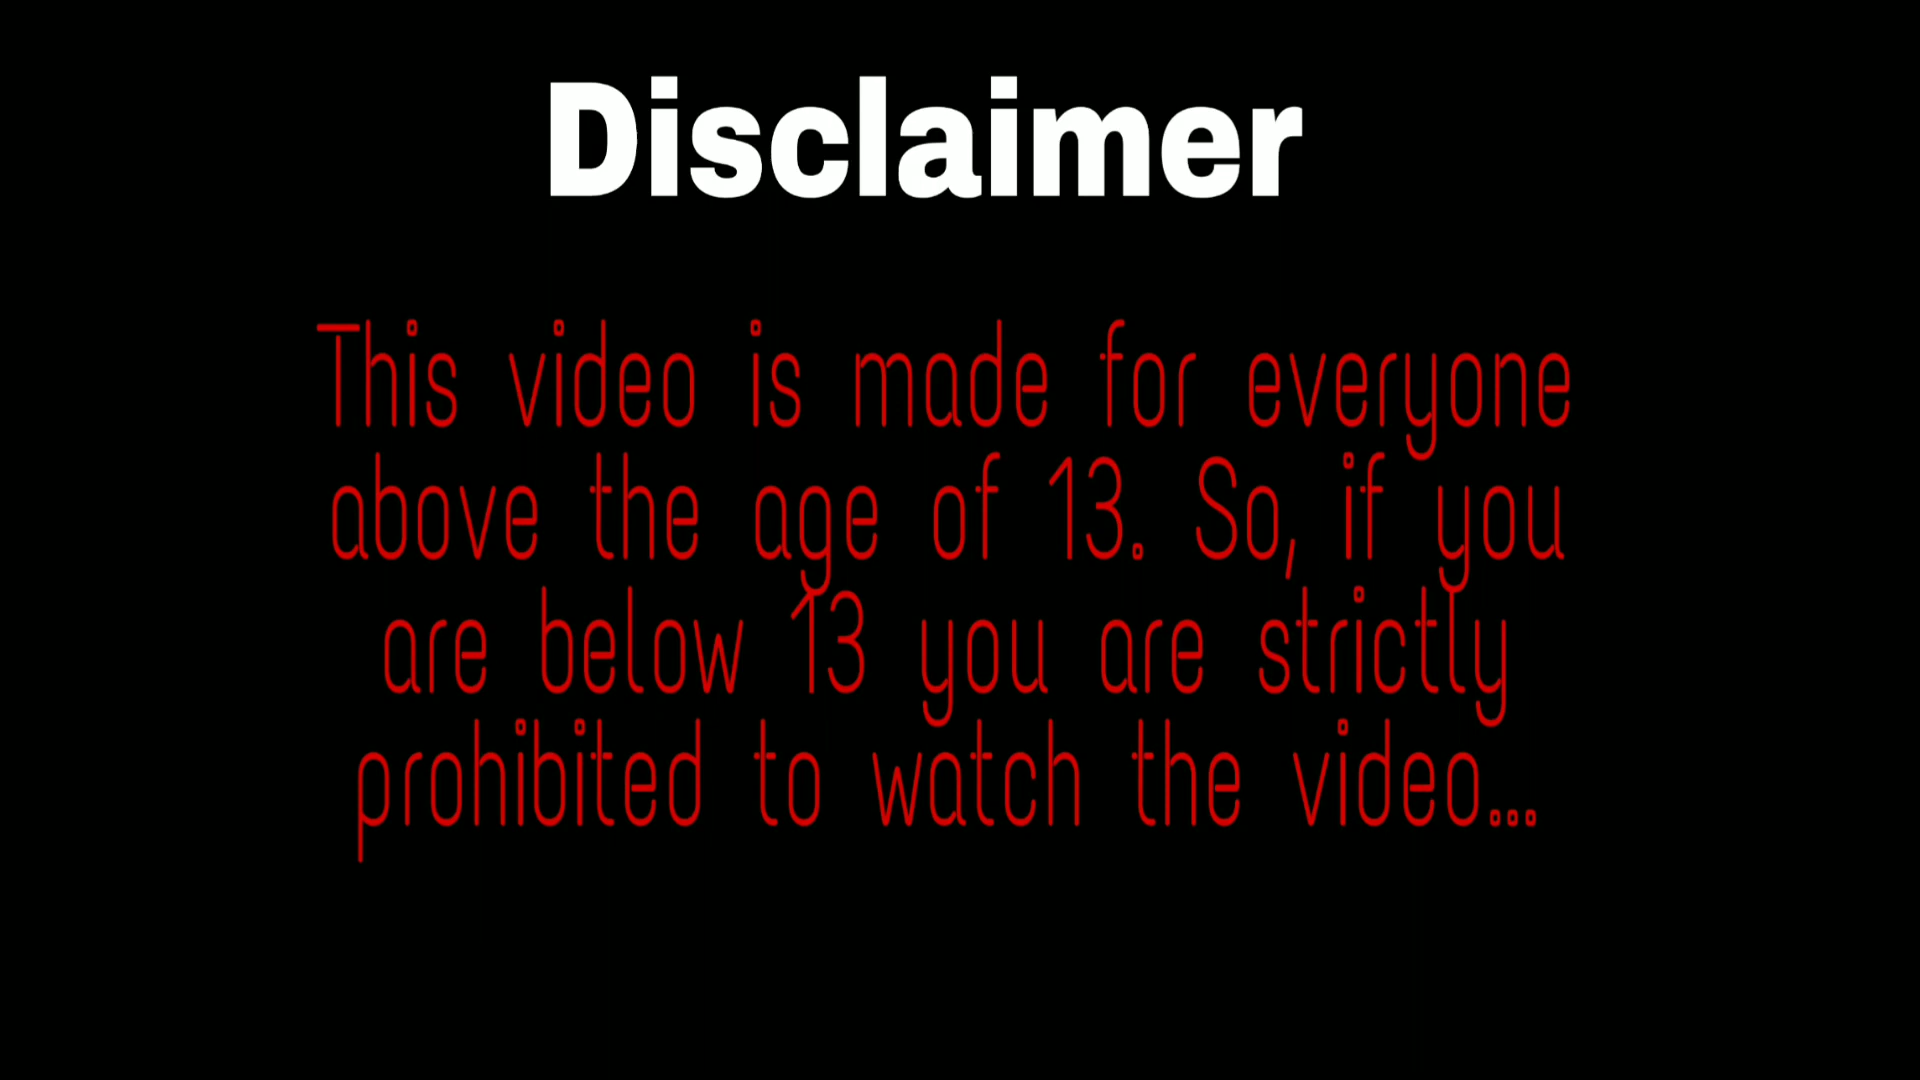 Disclaimer
This video is made for everyone
above the age of 13. So, if you
are below 13 you are strictly
prohibited to watch the video...